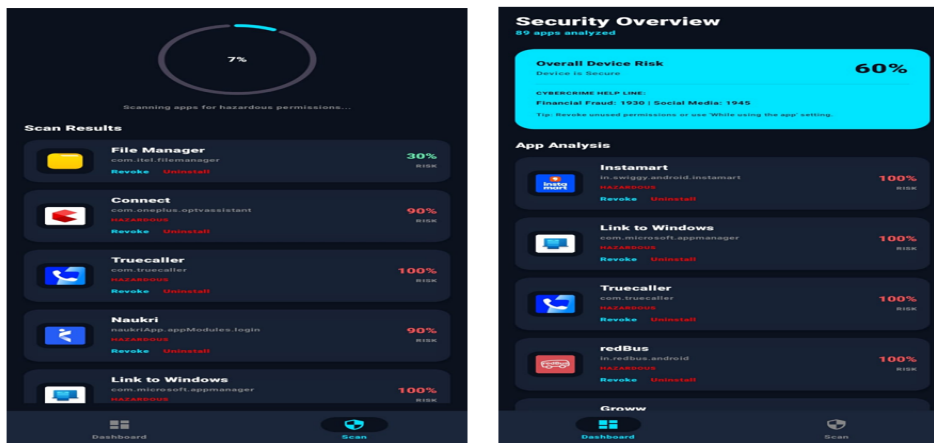 7%
Scanning apps for hazardous permissions...
Scan Results
File Manager
com.itel.filemanager
30%
RISK
Revoke Uninstall
Connect
com.oneplus.optvassistant
90%
HAZARDOUS
RISK
Revoke Uninstall
Truecaller
com.truecaller
100%
HAZARDOUS
RISK
Revoke Uninstall
Naukri
naukriApp.appModules.login
90%
HAZARDOUS
RISK
Revoke Uninstall
Link to Windows
com.microsoft.appmanager
100%
HAZARDOUS
RISK
Dashboard
Scan
Security Overview
89 apps analyzed
Overall Device Risk
60%
Device is Secure
CYBERCRIME HELP LINE:
Financial Fraud: 1930 | Social Media: 1945
Tip: Revoke unused permissions or use 'While using the app' setting.
App Analysis
insta
mart
Instamart
in.swiggy.android.instamart
100%
HAZARDOUS
RISK
Revoke Uninstall
Link to Windows
com.microsoft.appmanager
100%
HAZARDOUS
RISK
Revoke Uninstall
Truecaller
com.truecaller
100%
HAZARDOUS
RISK
Revoke Uninstall
redBus
in.redbus.android
100%
HAZARDOUS
RISK
Revoke Uninstall
Groww
Dashboard
Scan